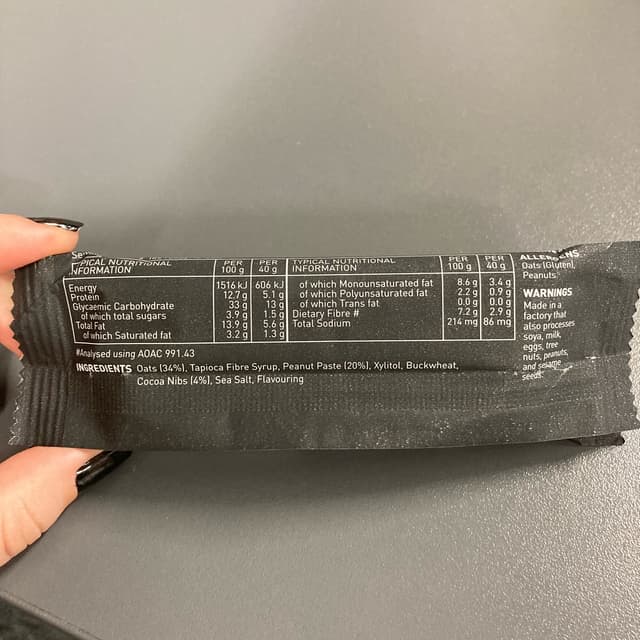 Se
TYPICAL NUTRITIONAL INFORMATION PER 100 g PER 40 g
Energy 1516 kJ 606 kJ
Protein 12.7 g 5.1 g
Glycaemic Carbohydrate 33 g 13 g
of which total sugars 3.9 g 1.5 g
Total Fat 13.9 g 5.6 g
of which Saturated fat 3.2 g 1.3 g
TYPICAL NUTRITIONAL INFORMATION PER 100 g PER 40 g
of which Monounsaturated fat 8.6 g 3.4 g
of which Polyunsaturated fat 2.2 g 0.9 g
of which Trans fat 0.0 g 0.0 g
Dietary Fibre # 7.2 g 2.9 g
Total Sodium 214 mg 86 mg
#Analysed using AOAC 991.43
INGREDIENTS Oats (34%), Tapioca Fibre Syrup, Peanut Paste (20%), Xylitol, Buckwheat,
Cocoa Nibs (4%), Sea Salt, Flavouring
ALLERGENS
Oats (Gluten),
Peanuts.
WARNINGS
Made in a
factory that
also processes
soya, milk,
eggs, tree
nuts, peanuts,
and sesame
seeds.